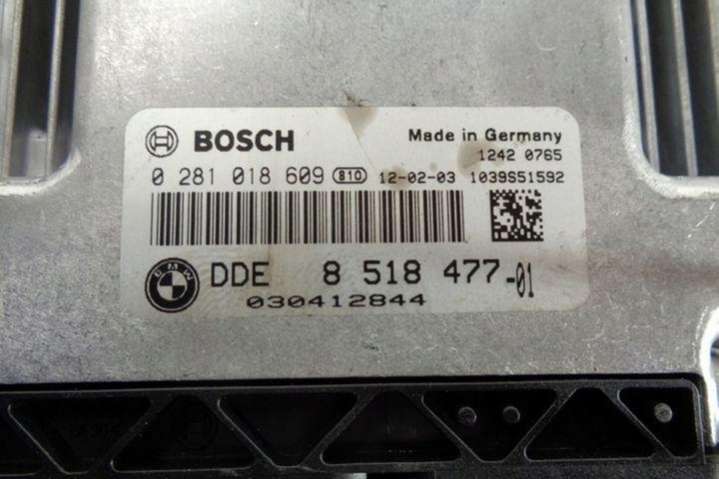 BOSCH Made in Germany
1242 0765
0 281 018 609 810 12-02-03 1039S51592
BMW DDE 8 518 477-01
030412844